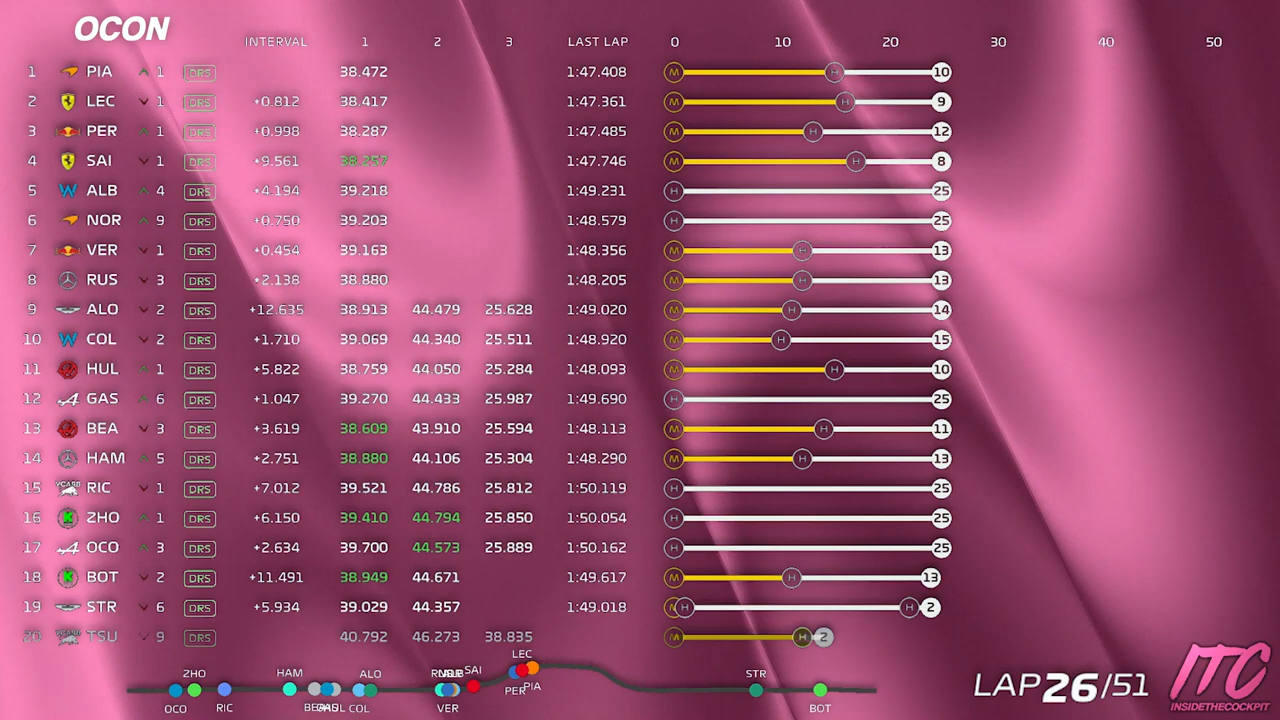 OCON
INTERVAL 1 2 3 LAST LAP 0 10 20 30 40 50
1 PIA 1 DRS 38.472 1:47.408 M H 10
2 LEC 1 DRS +0.812 38.417 1:47.361 M H 9
3 PER 1 DRS +0.998 38.287 1:47.485 M H 12
4 SAI 1 DRS +9.561 38.257 1:47.746 M H 8
5 W ALB 4 DRS +4.194 39.218 1:49.231 H 25
6 NOR 9 DRS +0.750 39.203 1:48.579 H 25
7 VER 1 DRS +0.454 39.163 1:48.356 M H 13
8 RUS 3 DRS +2.138 38.880 1:48.205 M H 13
9 ALO 2 DRS +12.635 38.913 44.479 25.628 1:49.020 M H 14
10 W COL 2 DRS +1.710 39.069 44.340 25.511 1:48.920 M H 15
11 HUL 1 DRS +5.822 38.759 44.050 25.284 1:48.093 M H 10
12 GAS 6 DRS +1.047 39.270 44.433 25.987 1:49.690 H 25
13 BEA 3 DRS +3.619 38.609 43.910 25.594 1:48.113 M H 11
14 HAM 5 DRS +2.751 38.880 44.106 25.304 1:48.290 M H 13
15 VCARB RIC 1 DRS +7.012 39.521 44.786 25.812 1:50.119 H 25
16 K ZHO 1 DRS +6.150 39.410 44.794 25.850 1:50.054 H 25
17 OCO 3 DRS +2.634 39.700 44.573 25.889 1:50.162 H 25
18 K BOT 2 DRS +11.491 38.949 44.671 1:49.617 M H 13
19 STR 6 DRS +5.934 39.029 44.357 1:49.018 M H H 2
20 VCARB TSU 9 DRS 40.792 46.273 38.835 M H 2
LEC
ZHO HAM ALO SAI STR
OCO RIC COL VER PER PIA BOT
LAP 26/51
ITC
INSIDETHECOCKPIT